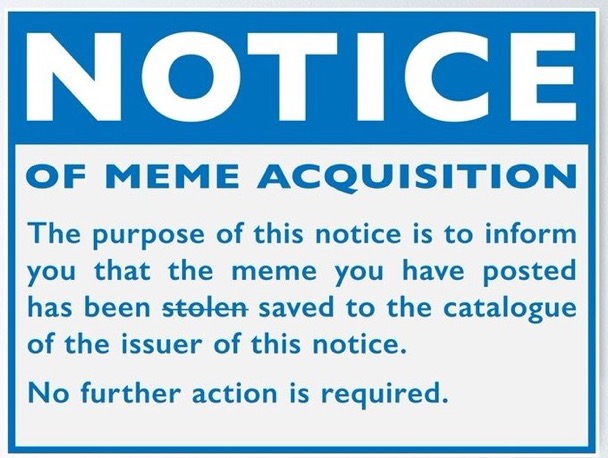 NOTICE
OF MEME ACQUISITION
The purpose of this notice is to inform
you that the meme you have posted
has been stolen saved to the catalogue
of the issuer of this notice.
No further action is required.